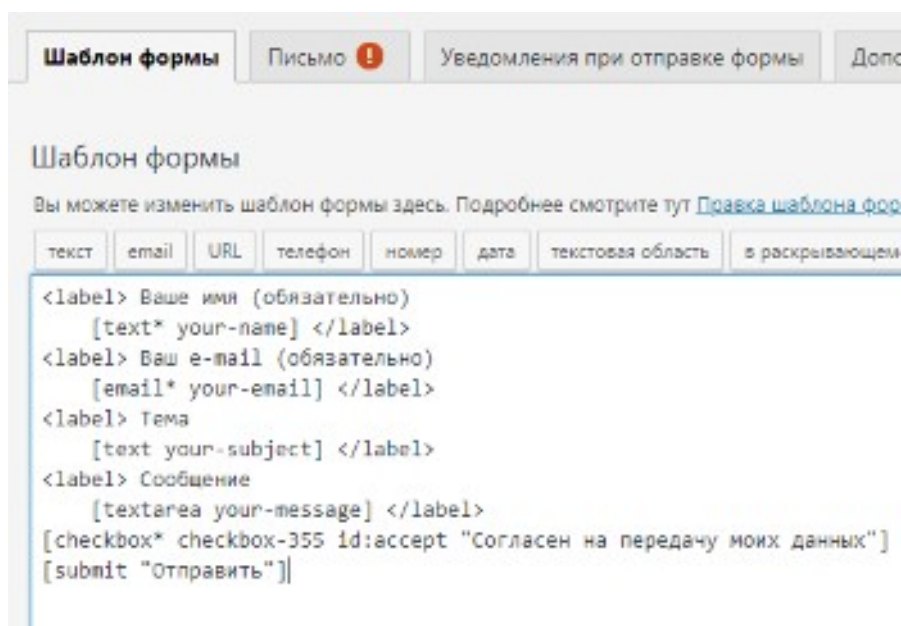 Шаблон формы Письмо ! Уведомления при отправке формы
Шаблон формы
Вы можете изменить шаблон формы здесь. Подробнее смотрите тут Правка шаблона
текст email URL телефон номер дата текстовая область в
<label> Ваше имя (обязательно)
[text* your-name] </label>
<label> Ваш e-mail (обязательно)
[email* your-email] </label>
<label> Тема
[text your-subject] </label>
<label> Сообщение
[textarea your-message] </label>
[checkbox* checkbox-355 id:accept "Согласен на передачу моих данных"]
[submit "Отправить"]